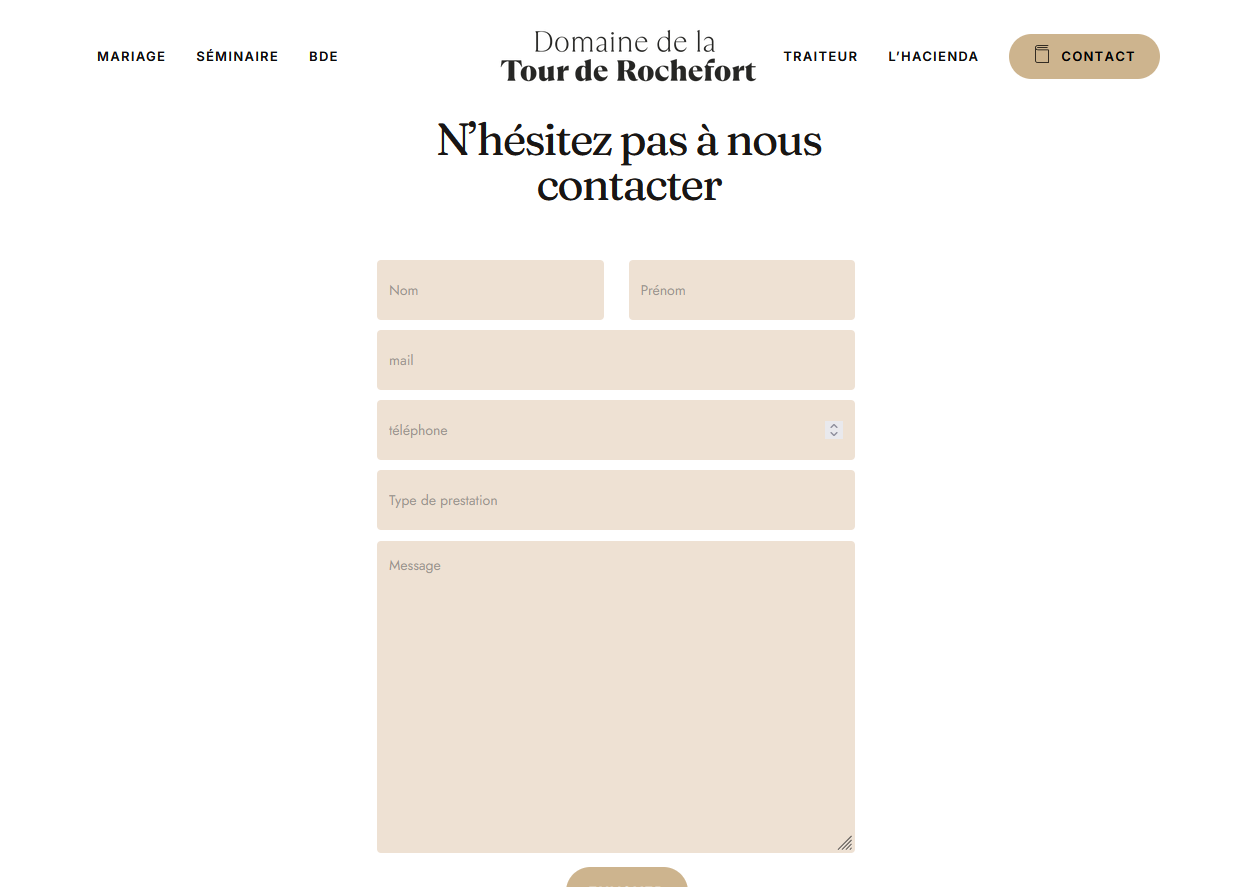 MARIAGE SÉMINAIRE BDE
Domaine de la
Tour de Rochefort
TRAITEUR L’HACIENDA CONTACT
N’hésitez pas à nous
contacter
Nom Prénom
mail
téléphone
Type de prestation
Message